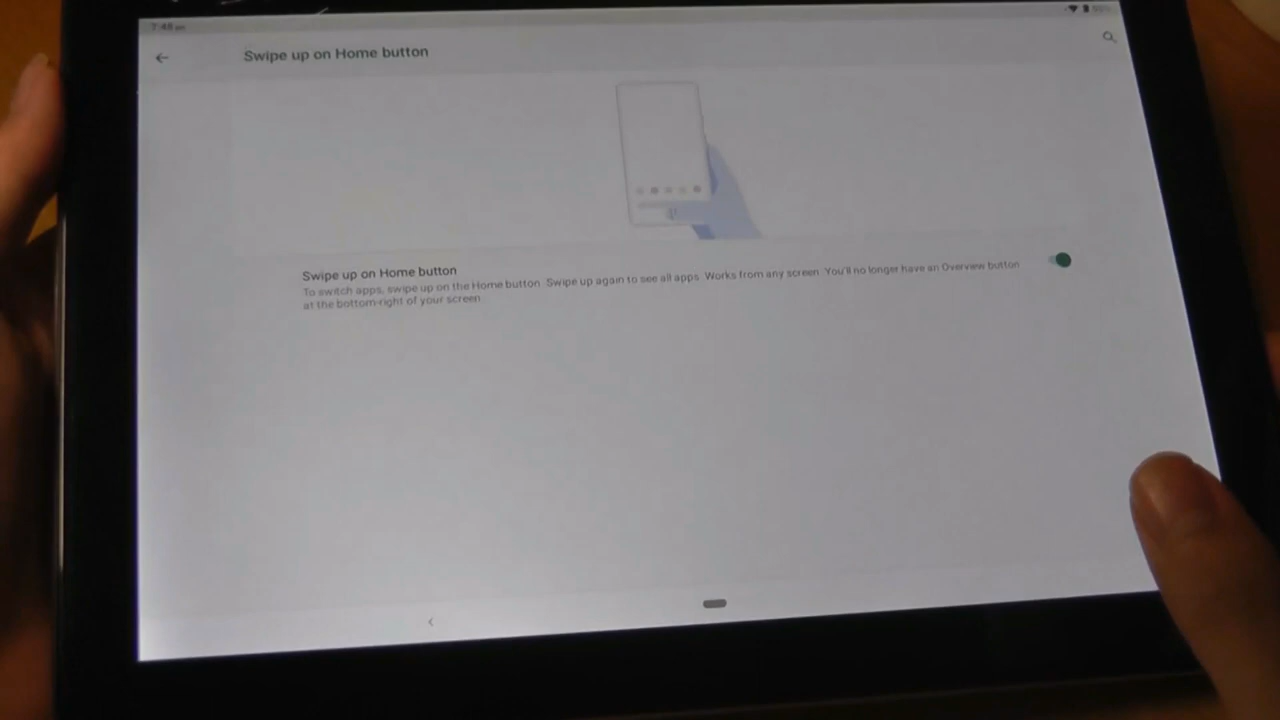 7:48
Swipe up on Home button
Swipe up on Home button
To switch apps, swipe up on the Home button. Swipe up again to see all apps. Works from any screen. You'll no longer have an Overview button
at the bottom-right of your screen.